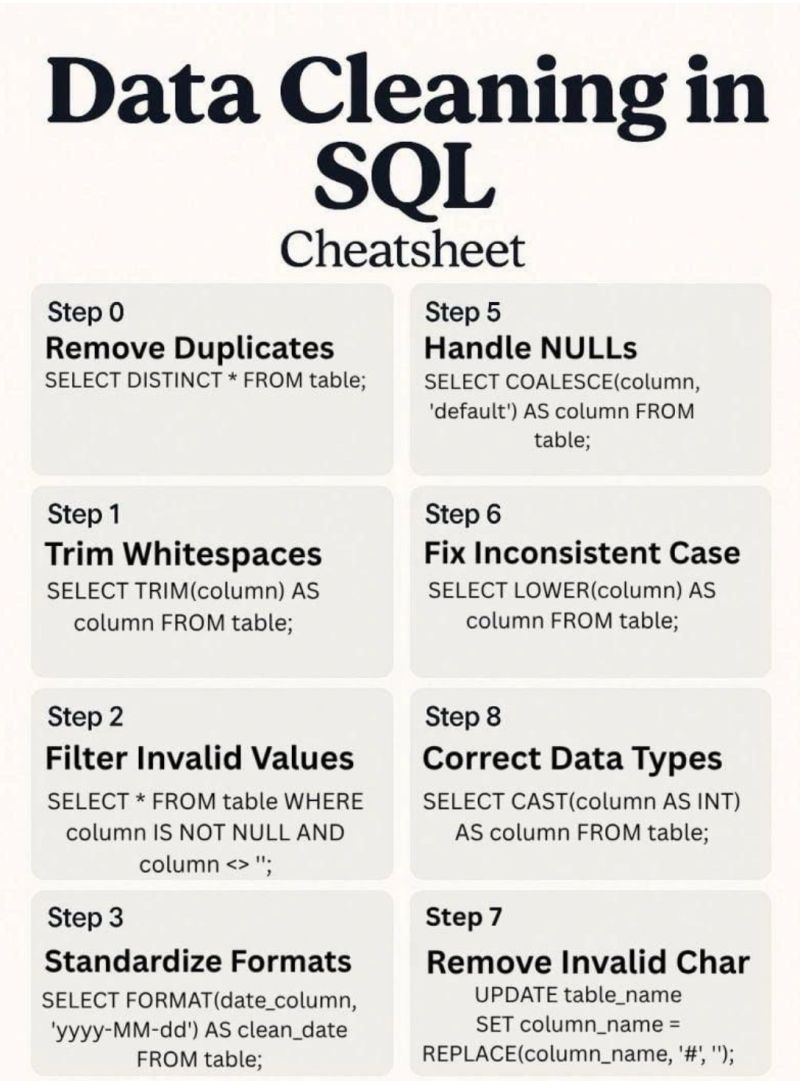 Data Cleaning in
SQL
Cheatsheet
Step 0
Remove Duplicates
SELECT DISTINCT * FROM table;
Step 5
Handle NULLs
SELECT COALESCE(column,
'default') AS column FROM
table;
Step 1
Trim Whitespaces
SELECT TRIM(column) AS
column FROM table;
Step 6
Fix Inconsistent Case
SELECT LOWER(column) AS
column FROM table;
Step 2
Filter Invalid Values
SELECT * FROM table WHERE
column IS NOT NULL AND
column <> '';
Step 8
Correct Data Types
SELECT CAST(column AS INT)
AS column FROM table;
Step 3
Standardize Formats
SELECT FORMAT(date_column,
'yyyy-MM-dd') AS clean_date
FROM table;
Step 7
Remove Invalid Char
UPDATE table_name
SET column_name =
REPLACE(column_name, '#', '');